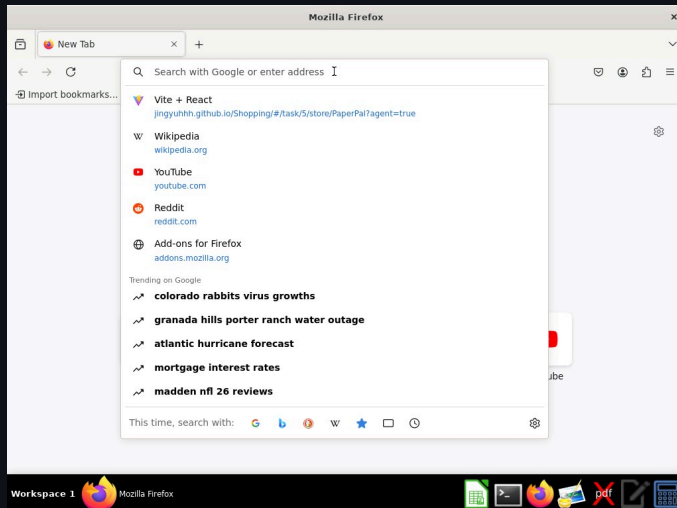 Mozilla Firefox
New Tab
Search with Google or enter address
Import bookmarks...
Vite + React
jingyuhhh.github.io/Shopping/#/task/5/store/PaperPal?agent=true
Wikipedia
wikipedia.org
YouTube
youtube.com
Reddit
reddit.com
Add-ons for Firefox
addons.mozilla.org
Trending on Google
colorado rabbits virus growths
granada hills porter ranch water outage
atlantic hurricane forecast
mortgage interest rates
ube
madden nfl 26 reviews
This time, search with:
Workspace 1
Mozilla Firefox
pdf